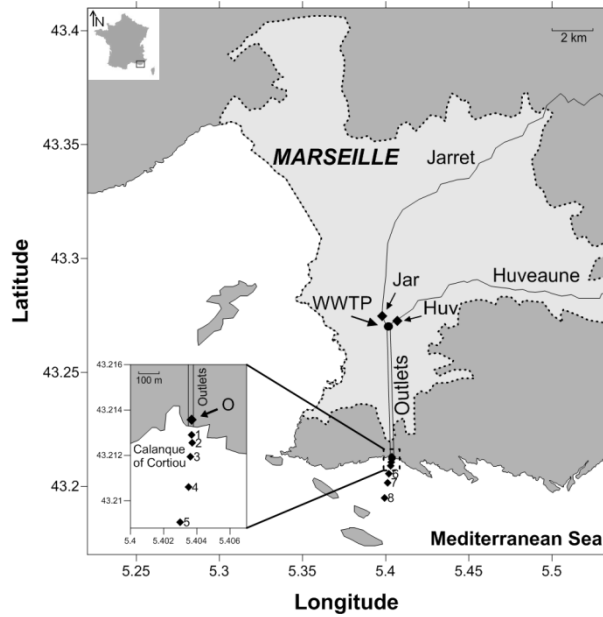 N
43.4
2 km
MARSEILLE
Jarret
43.35
43.3
Jar
Huveaune
WWTP
Huv
Latitude
43.25
Outlets
43.216
100 m
Outlets
O
43.214
1
2
Calanque
of Cortiou
43.212
3
43.21
4
5
5.4
5.402
5.404
5.406
43.2
6
7
8
Mediterranean Sea
5.25
5.3
5.35
5.4
5.45
5.5
Longitude